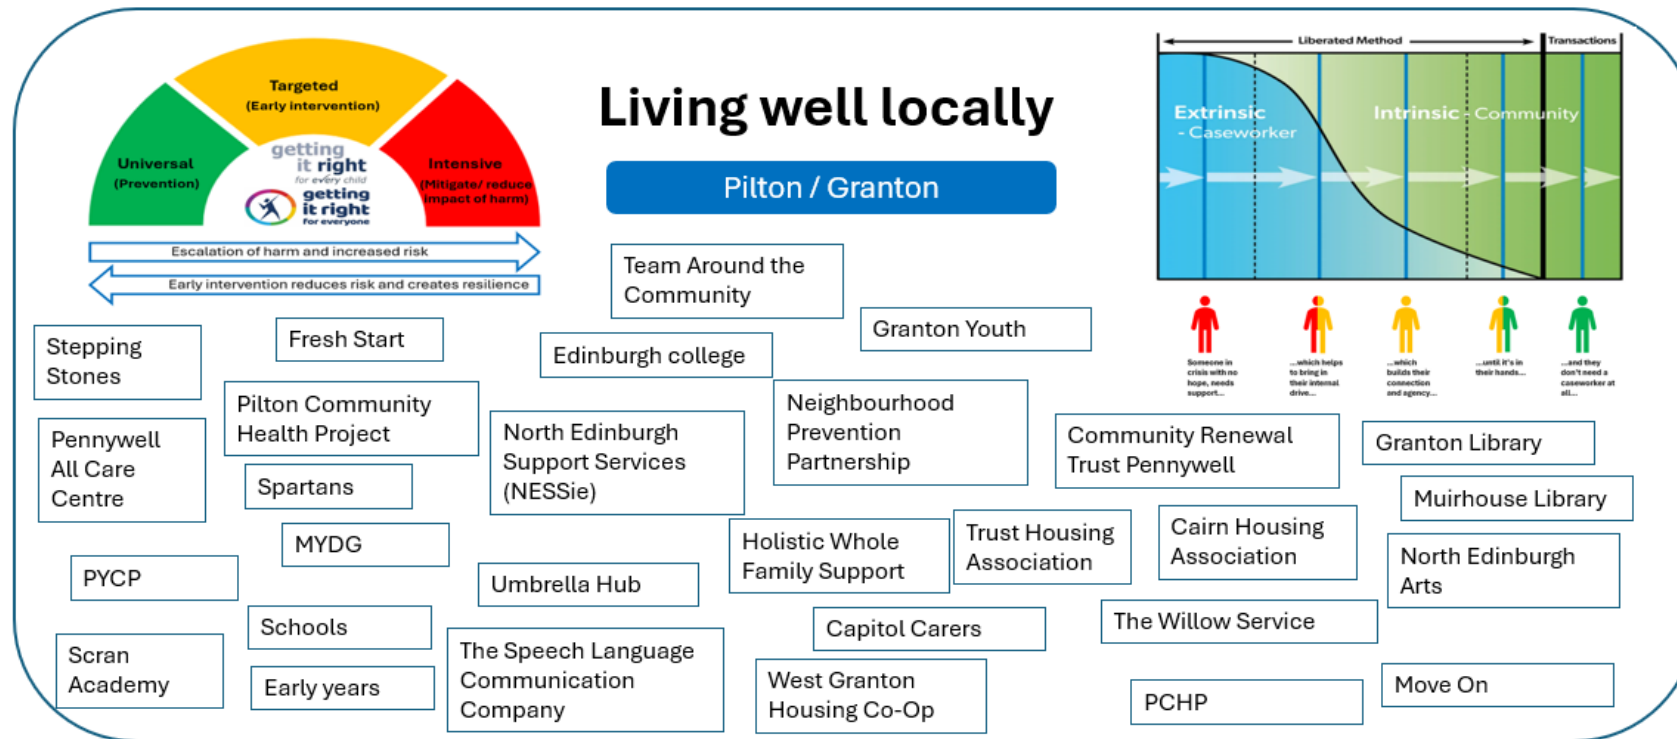 Targeted
(Early intervention)
Universal
(Prevention)
getting
it right
for every child
getting
it right
for everyone
Intensive
(Mitigate/ reduce
impact of harm)
Escalation of harm and increased risk
Early intervention reduces risk and creates resilience
Living well locally
Pilton / Granton
Liberated Method
Transactions
Extrinsic
- Caseworker
Intrinsic - Community
Someone in
crisis with no
hope, needs
support...
...which helps
to bring in
their internal
drive...
...which
builds their
connection
and agency...
...until it's in
their hands...
...and they
don't need a
caseworker at
all...
Team Around the
Community
Granton Youth
Stepping
Stones
Fresh Start
Edinburgh college
Pilton Community
Health Project
Neighbourhood
Prevention
Partnership
Pennywell
All Care
Centre
North Edinburgh
Support Services
(NESSie)
Community Renewal
Trust Pennywell
Granton Library
Spartans
Muirhouse Library
MYDG
Holistic Whole
Family Support
Trust Housing
Association
Cairn Housing
Association
North Edinburgh
Arts
PYCP
Umbrella Hub
Schools
Capitol Carers
The Willow Service
Scran
Academy
Early years
The Speech Language
Communication
Company
West Granton
Housing Co-Op
PCHP
Move On